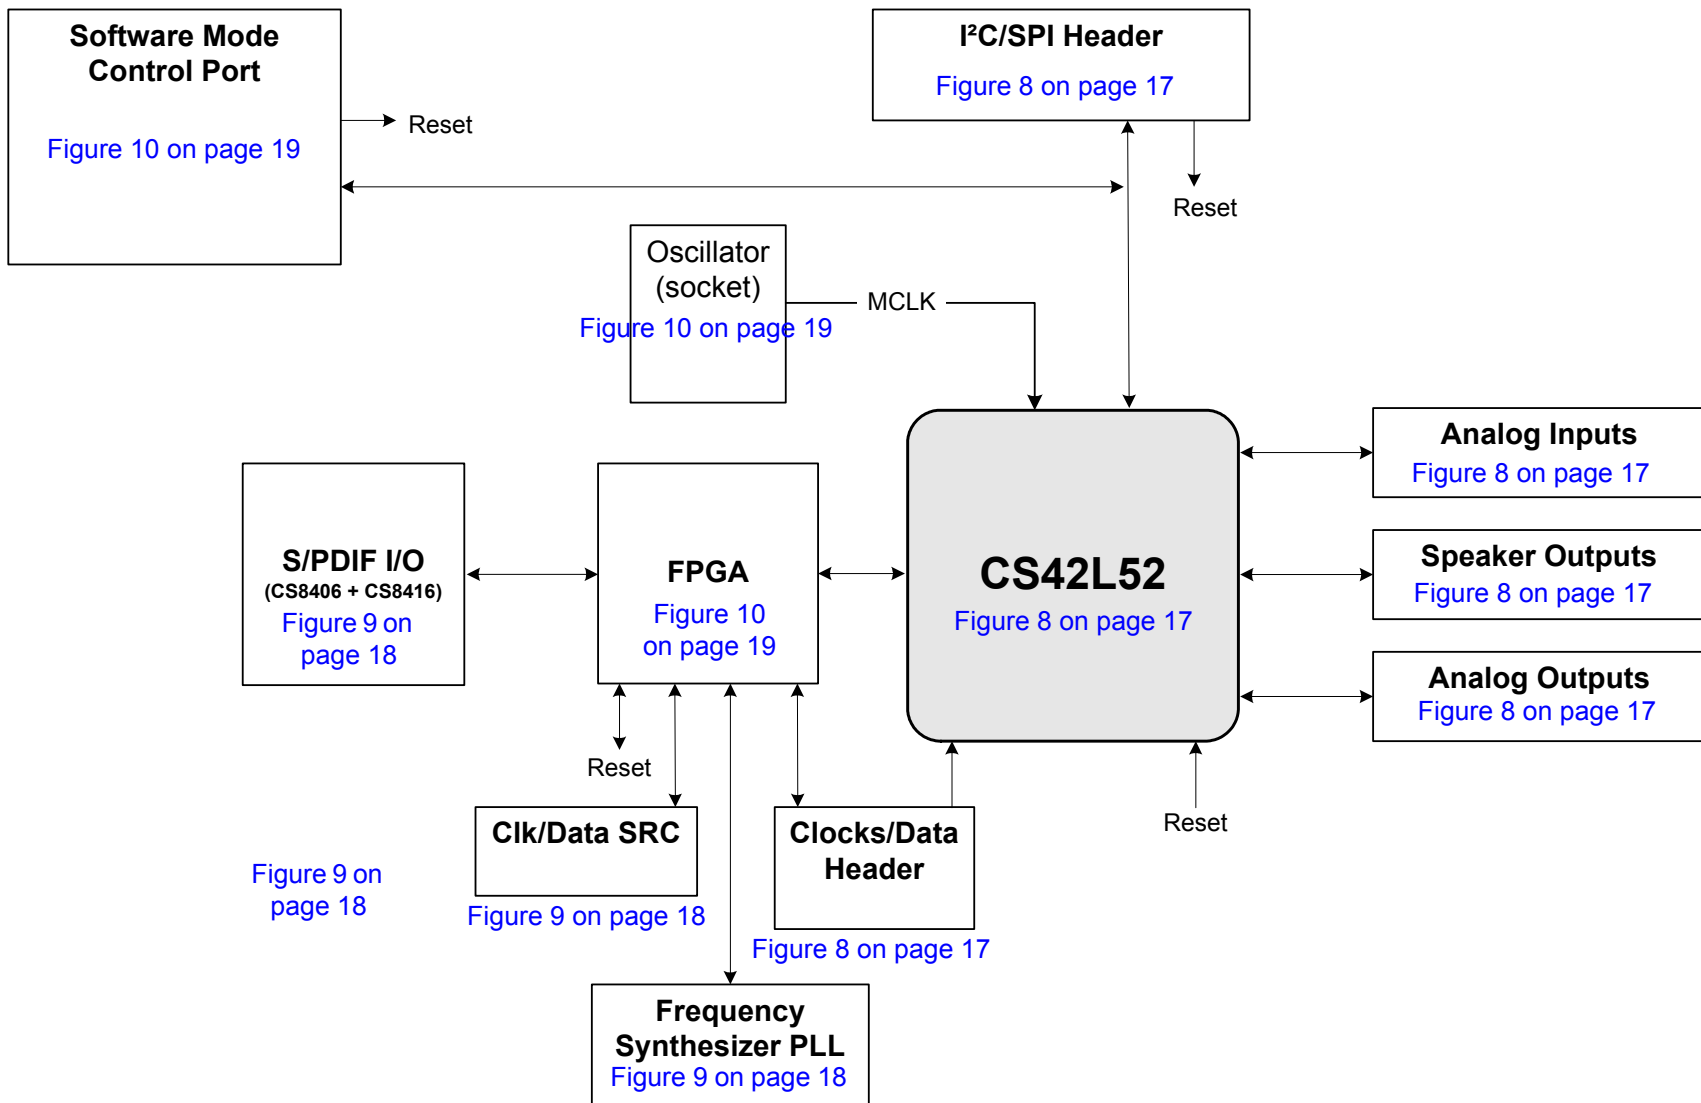 Software Mode
Control Port
Figure 10 on page 19
Reset
I²C/SPI Header
Figure 8 on page 17
Reset
Oscillator
(socket)
Figure 10 on page 19
MCLK
S/PDIF I/O
(CS8406 + CS8416)
Figure 9 on
page 18
FPGA
Figure 10
on page 19
CS42L52
Figure 8 on page 17
Analog Inputs
Figure 8 on page 17
Speaker Outputs
Figure 8 on page 17
Analog Outputs
Figure 8 on page 17
Reset
Reset
Clk/Data SRC
Figure 9 on page 18
Clocks/Data
Header
Figure 8 on page 17
Figure 9 on
page 18
Frequency
Synthesizer PLL
Figure 9 on page 18